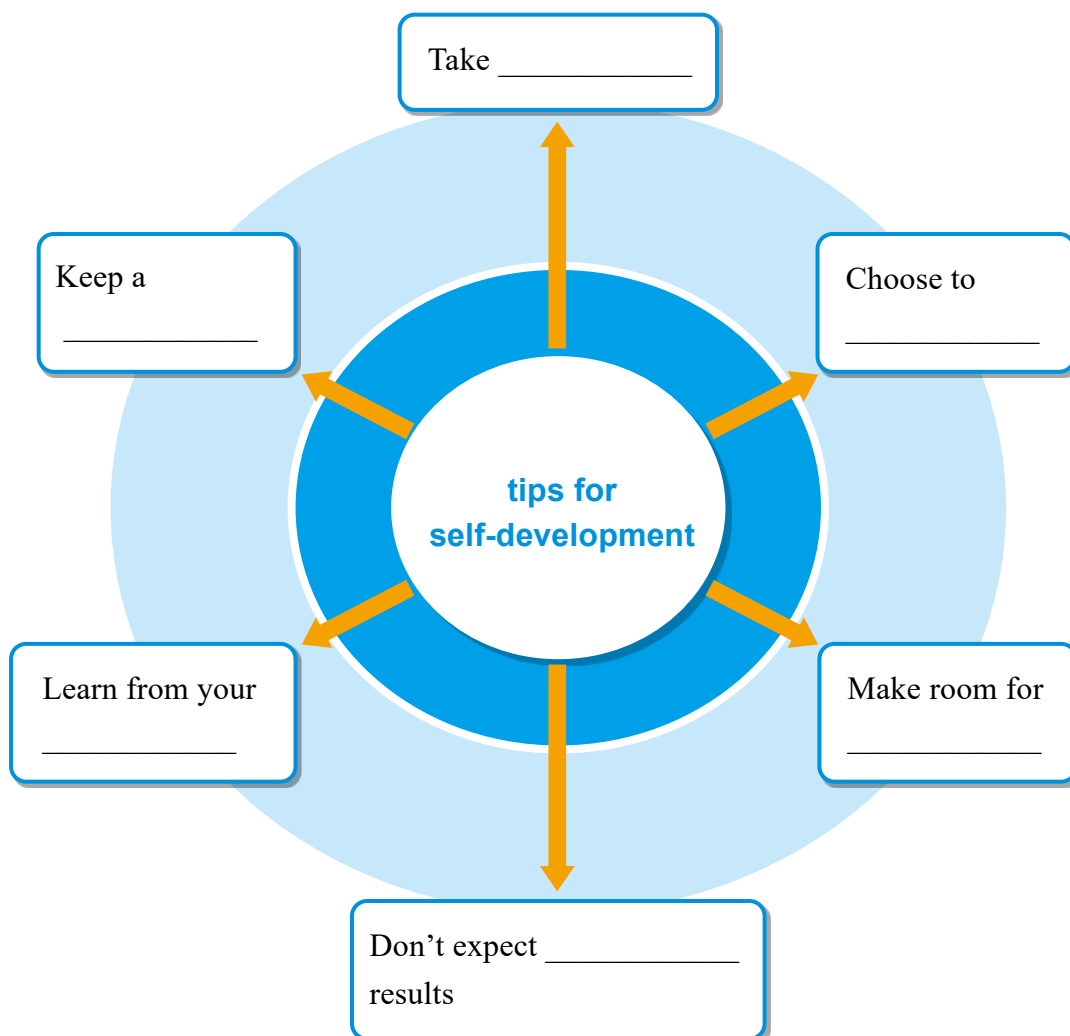 Take ____________
Keep a
____________
Choose to
____________
tips for
self-development
Learn from your
____________
Make room for
____________
Don’t expect ____________
results